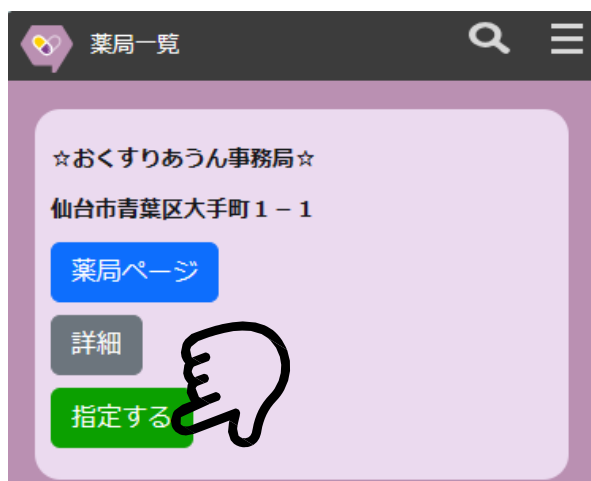 薬局一覧
☆おくすりあうん事務局☆
仙台市青葉区大手町１－１
薬局ページ
詳細
指定する